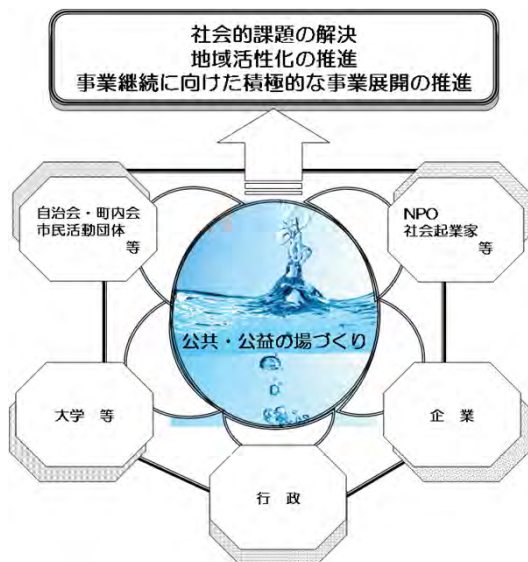 社会的課題の解決
地域活性化の推進
事業継続に向けた積極的な事業展開の推進
自治会・町内会
市民活動団体
等
NPO
社会起業家
等
公共・公益の場づくり
大学 等
企 業
行 政